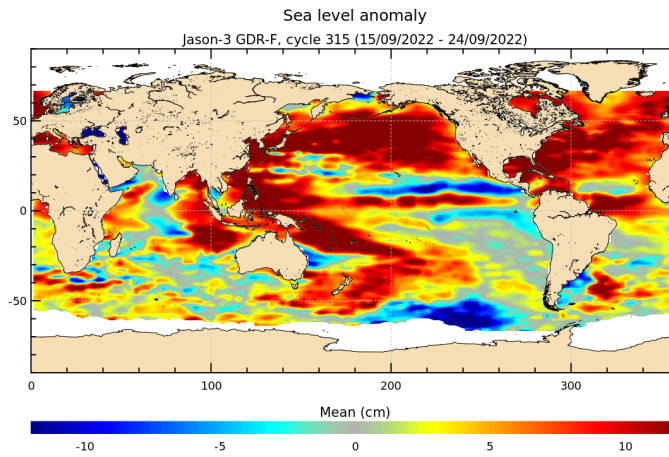 Sea level anomaly
Jason-3 GDR-F, cycle 315 (15/09/2022 - 24/09/2022)
50
0
-50
0 100 200 300
Mean (cm)
-10 -5 0 5 10